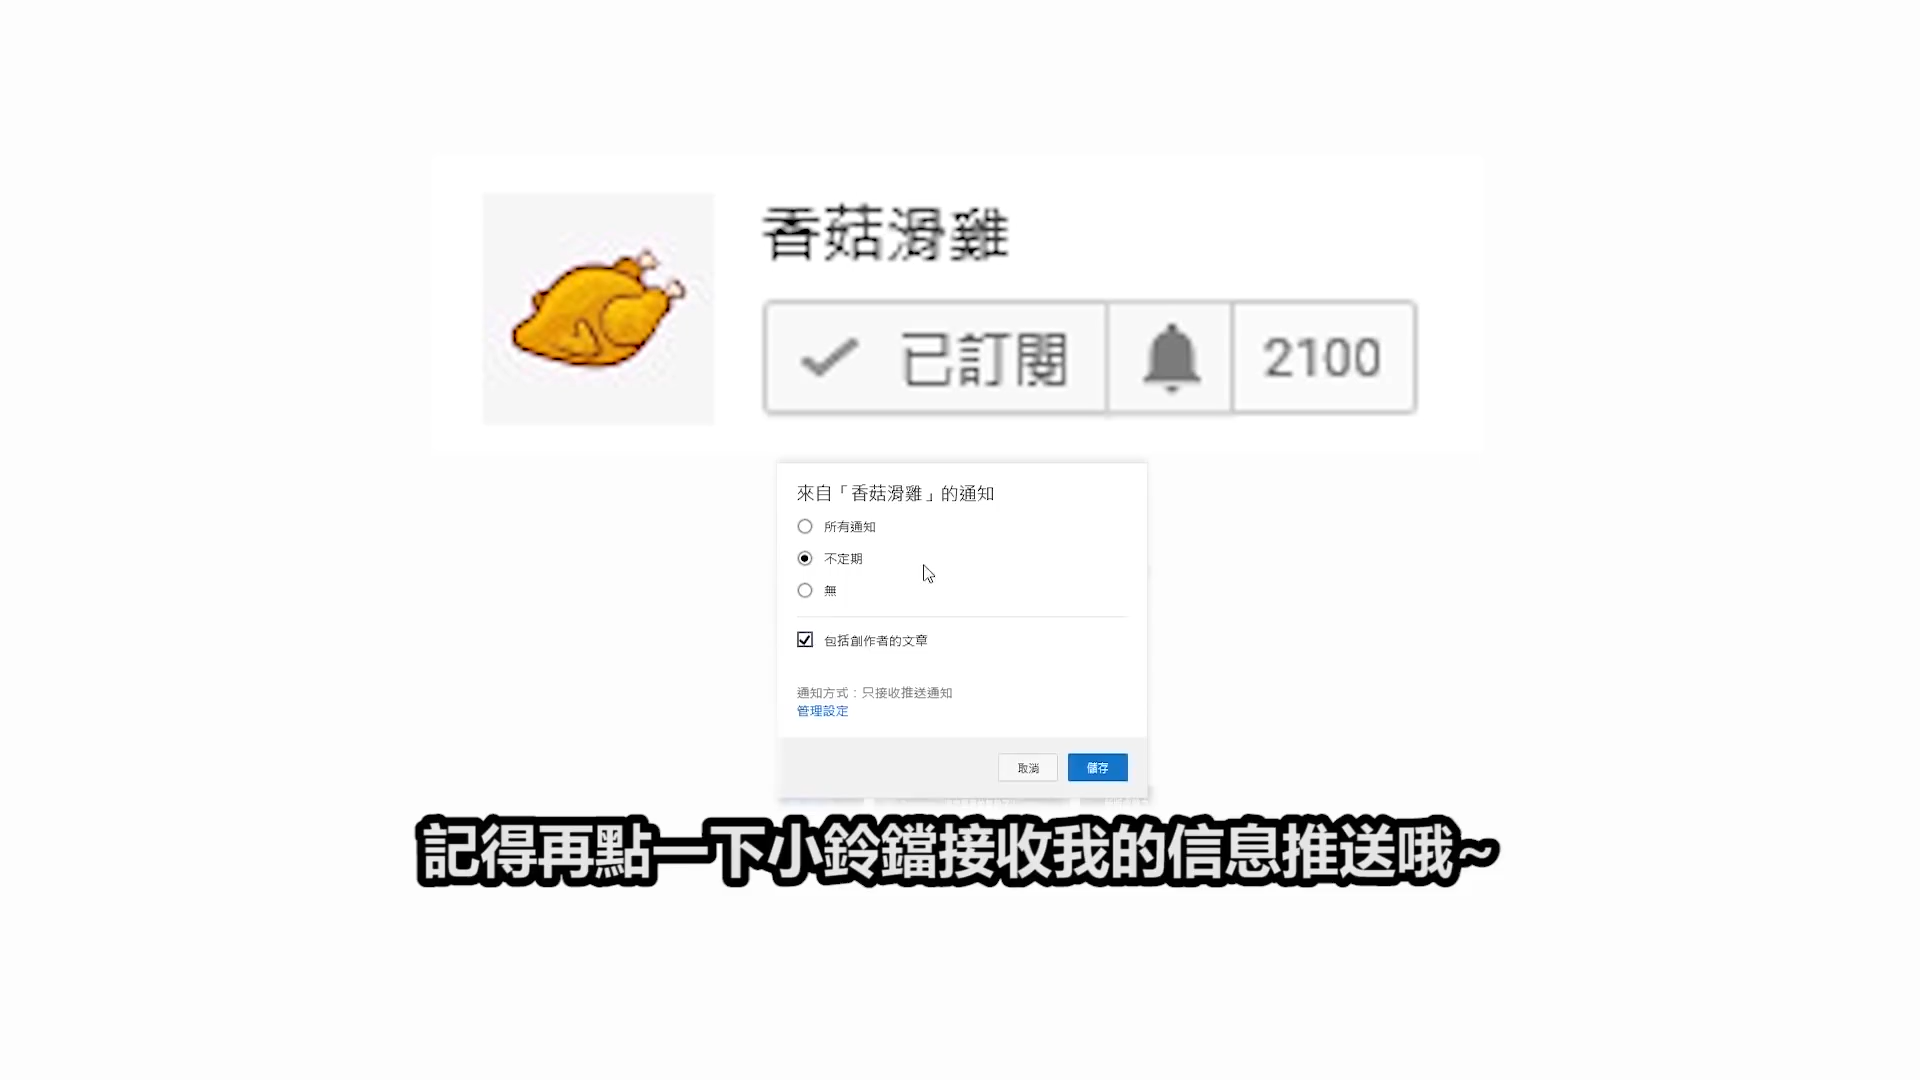 香菇滑雞
已訂閱 2100
來自「香菇滑雞」的通知
所有通知
不定期
無
包括創作者的文章
通知方式：只接收推送通知
管理設定
取消 儲存
記得再點一下小鈴鐺接收我的信息推送哦~